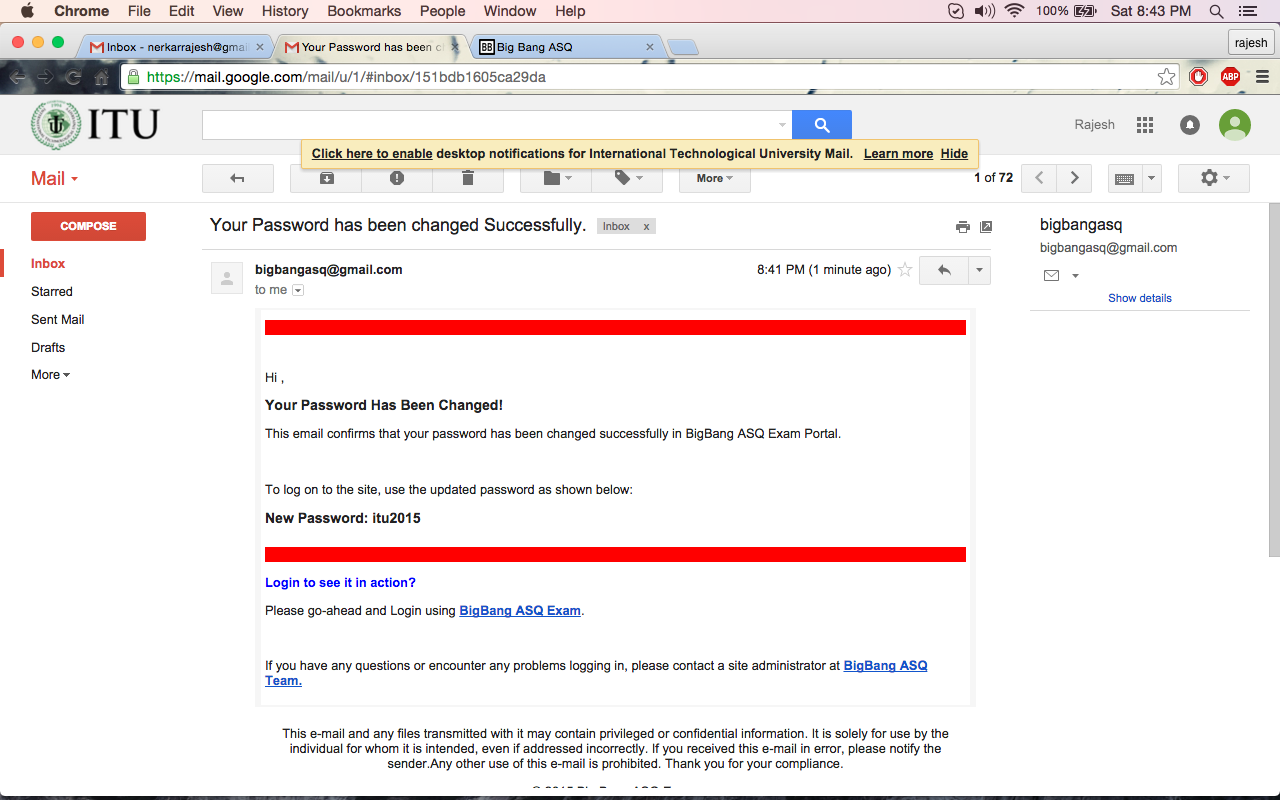 Chrome File Edit View History Bookmarks People Window Help 100% Sat 8:43 PM
Inbox - nerkarrajesh@gmai × Your Password has been cl × BB Big Bang ASQ × rajesh
https://mail.google.com/mail/u/1/#inbox/151bdb1605ca29da ABP
ITU Rajesh
Click here to enable desktop notifications for International Technological University Mail. Learn more Hide
Mail More 1 of 72
COMPOSE Your Password has been changed Successfully. Inbox x bigbangasq
bigbangasq@gmail.com
Inbox bigbangasq@gmail.com 8:41 PM (1 minute ago)
Starred to me
Show details
Sent Mail
Drafts
More
Hi ,
Your Password Has Been Changed!
This email confirms that your password has been changed successfully in BigBang ASQ Exam Portal.
To log on to the site, use the updated password as shown below:
New Password: itu2015
Login to see it in action?
Please go-ahead and Login using BigBang ASQ Exam.
If you have any questions or encounter any problems logging in, please contact a site administrator at BigBang ASQ
Team.
This e-mail and any files transmitted with it may contain privileged or confidential information. It is solely for use by the
individual for whom it is intended, even if addressed incorrectly. If you received this e-mail in error, please notify the
sender.Any other use of this e-mail is prohibited. Thank you for your compliance.